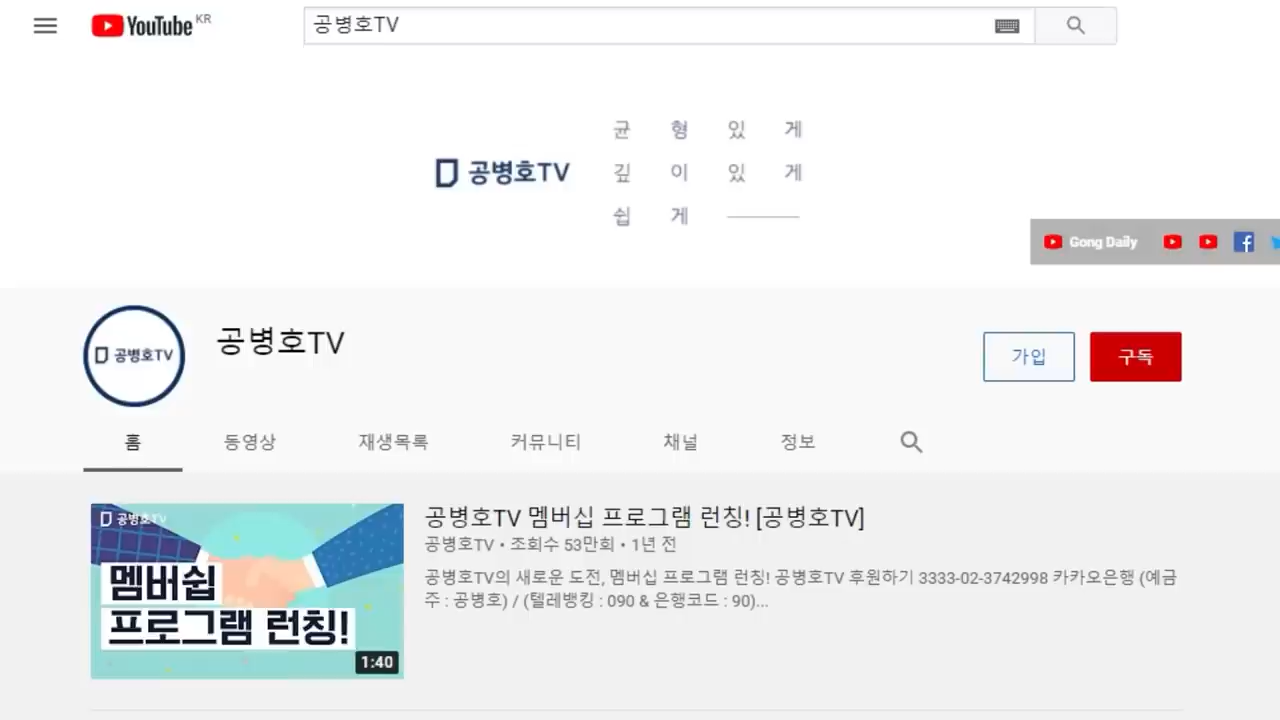 YouTube KR
공병호TV
균 형 있 게
공병호TV
깊 이 있 게
쉽 게
Gong Daily
공병호TV
공병호TV
가입
구독
홈
동영상
재생목록
커뮤니티
채널
정보
공병호TV
멤버쉽
프로그램 런칭!
1:40
공병호TV 멤버십 프로그램 런칭! [공병호TV]
공병호TV • 조회수 53만회 • 1년 전
공병호TV의 새로운 도전, 멤버십 프로그램 런칭! 공병호TV 후원하기 3333-02-3742998 카카오은행 (예금
주 : 공병호) / (텔레뱅킹 : 090 & 은행코드 : 90)...